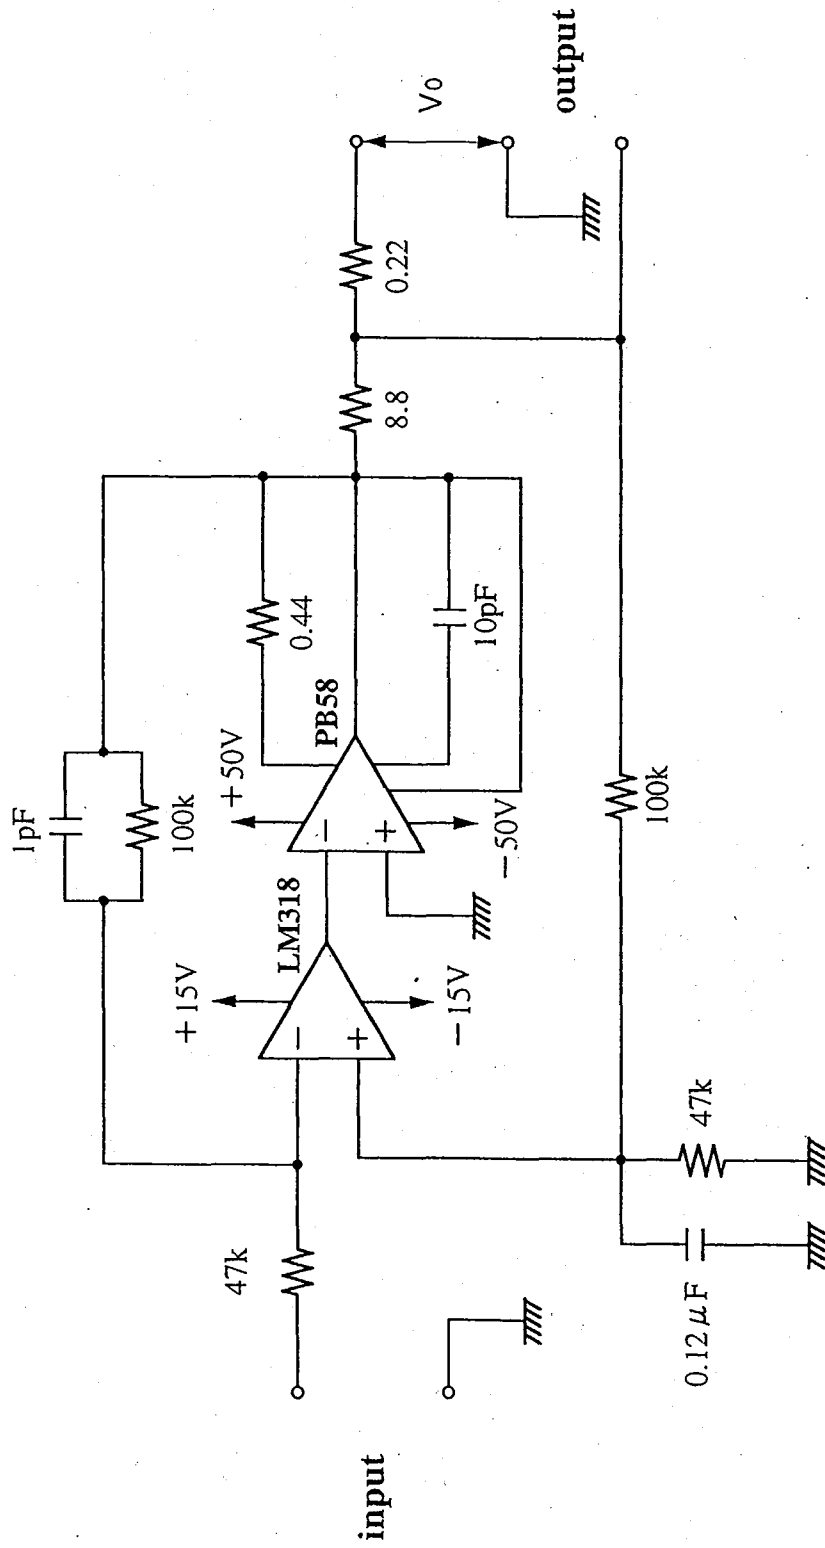 1pF
100k
+50V
0.44
PB58
10pF
-50V
+15V
LM318
-15V
−
+
−
+
8.8
0.22
Vo
output
47k
input
100k
47k
0.12μF